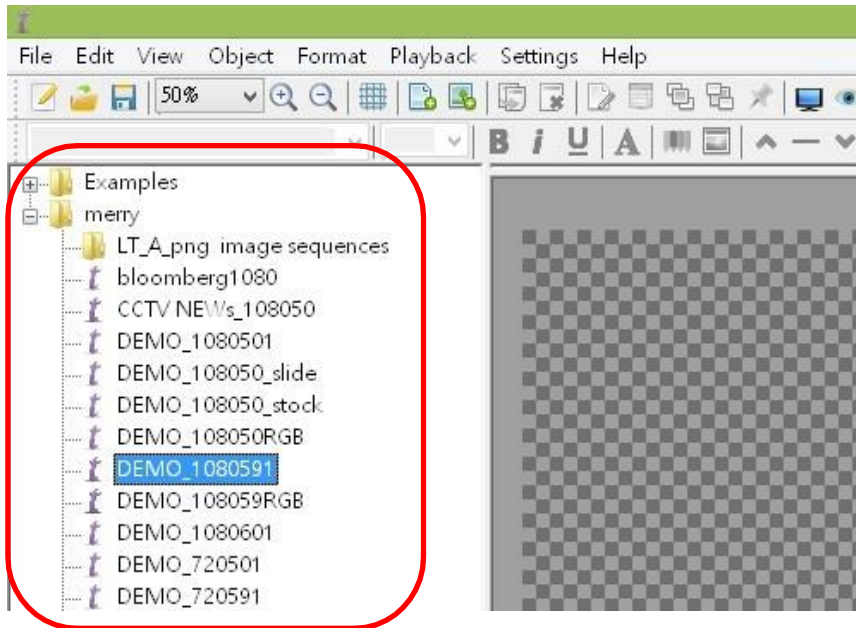 t
File Edit View Object Format Playback Settings Help
50%
B i U A
Examples
merry
LT_A_png image sequences
t bloomberg1080
t CCTV NEWs_108050
t DEMO_1080501
t DEMO_108050_slide
t DEMO_108050_stock
t DEMO_108050RGB
t DEMO_1080591
t DEMO_108059RGB
t DEMO_1080601
t DEMO_720501
t DEMO_720591